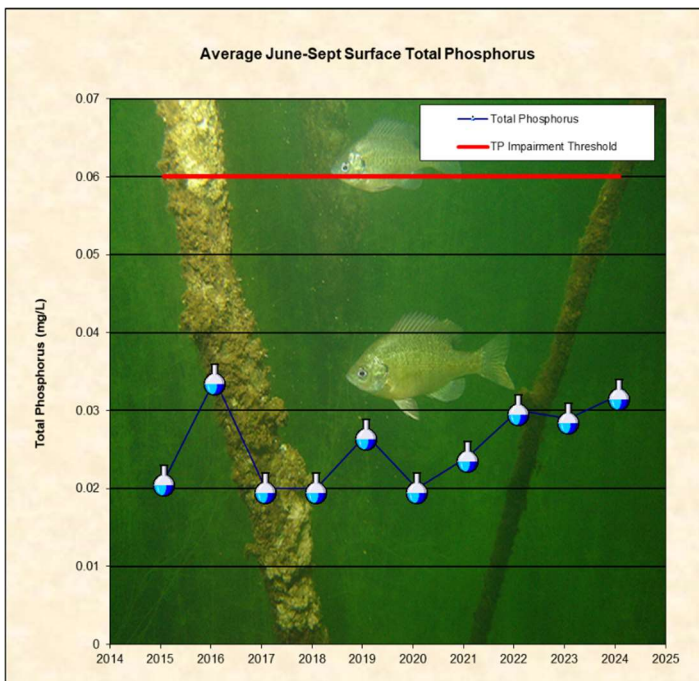 Average June-Sept Surface Total Phosphorus
0.07
0.06
0.05
0.04
0.03
0.02
0.01
0
Total Phosphorus (mg/L)
Total Phosphorus
TP Impairment Threshold
2014 2015 2016 2017 2018 2019 2020 2021 2022 2023 2024 2025